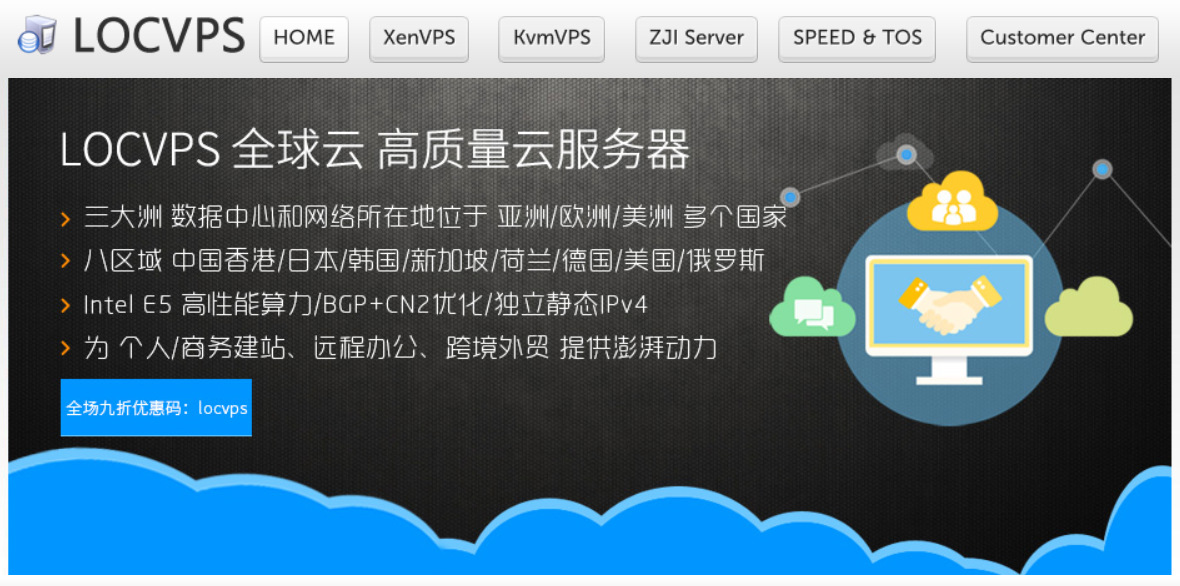 LOCVPS HOME XenVPS KvmVPS ZJI Server SPEED & TOS Customer Center
LOCVPS 全球云 高质量云服务器
三大洲 数据中心和网络所在地位于 亚洲/欧洲/美洲 多个国家
八区域 中国香港/日本/韩国/新加坡/荷兰/德国/美国/俄罗斯
Intel E5 高性能算力/BGP+CN2优化/独立静态IPv4
为 个人/商务建站、远程办公、跨境外贸 提供澎湃动力
全场九折优惠码：locvps